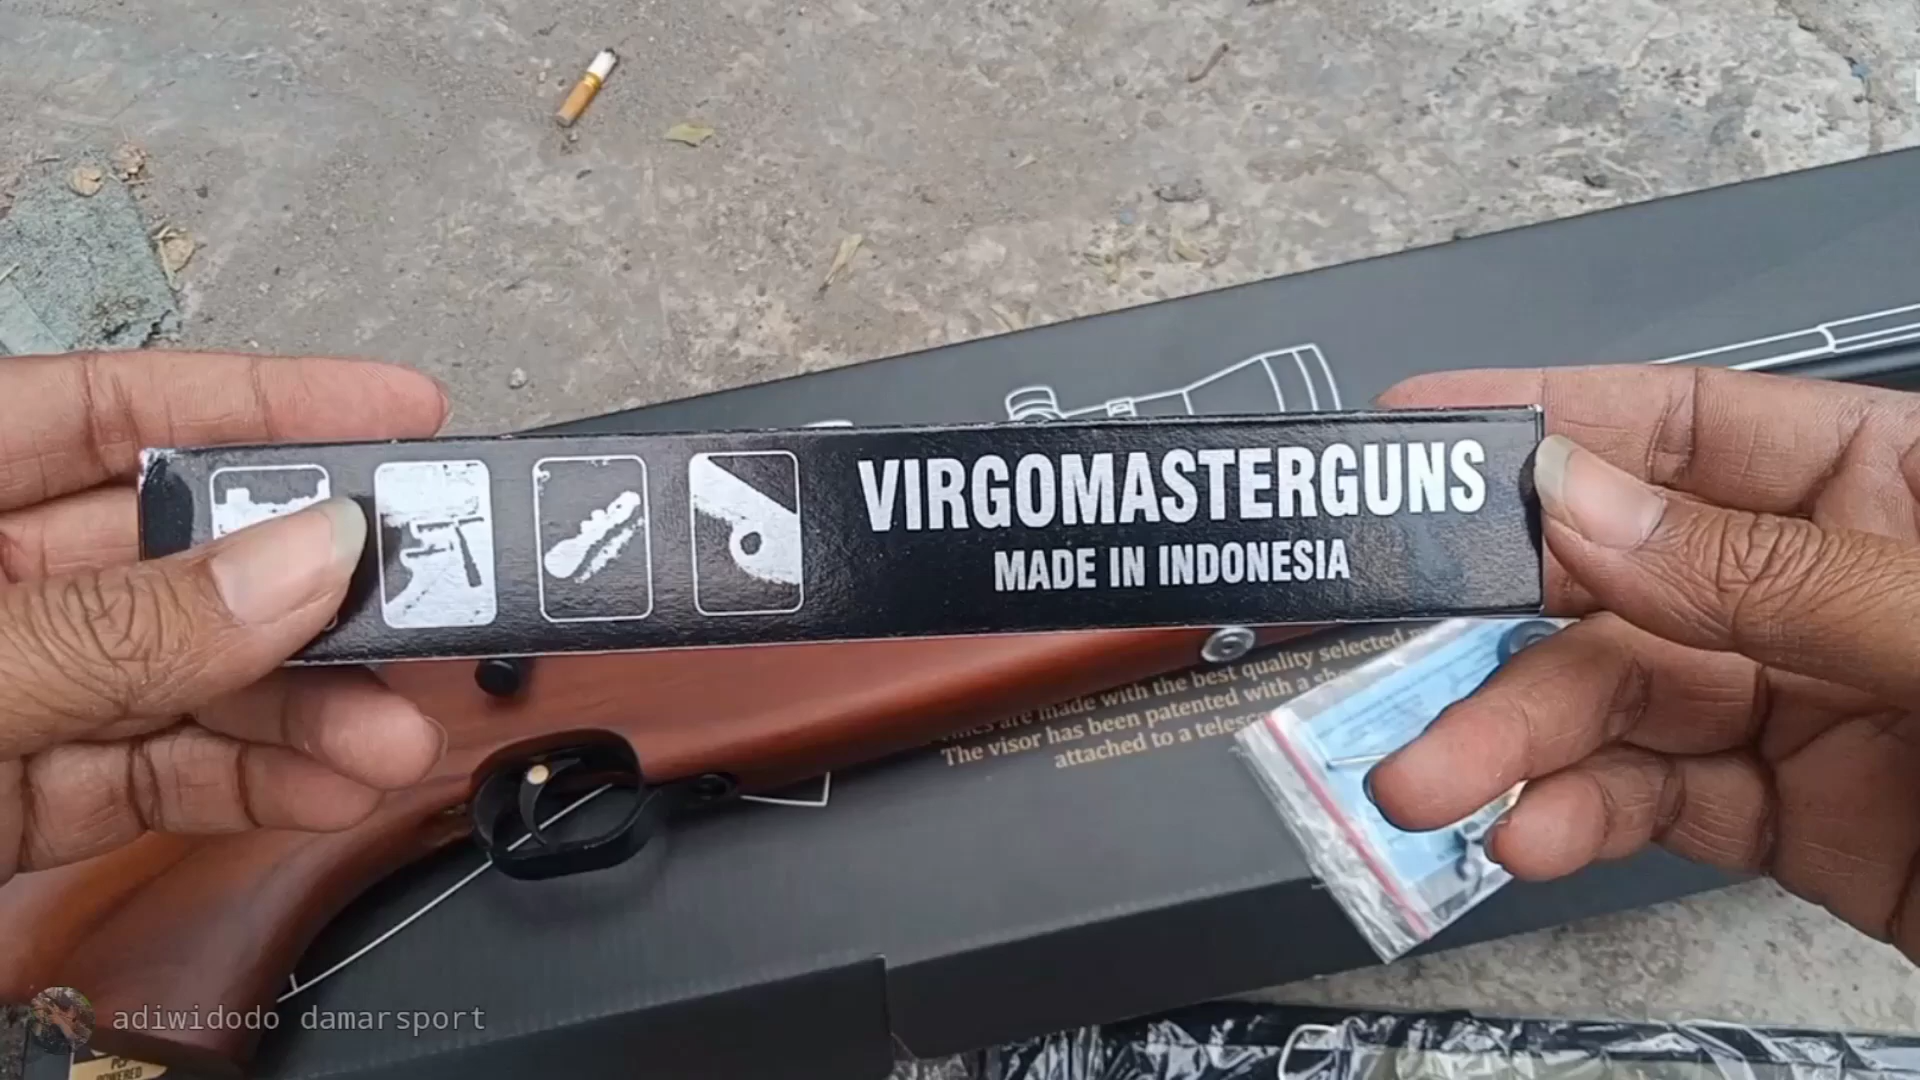 VIRGOMASTERGUNS
MADE IN INDONESIA
are made with the best quality selected
The visor has been patented with a
attached to a
adiwidodo damarsport
POWERED